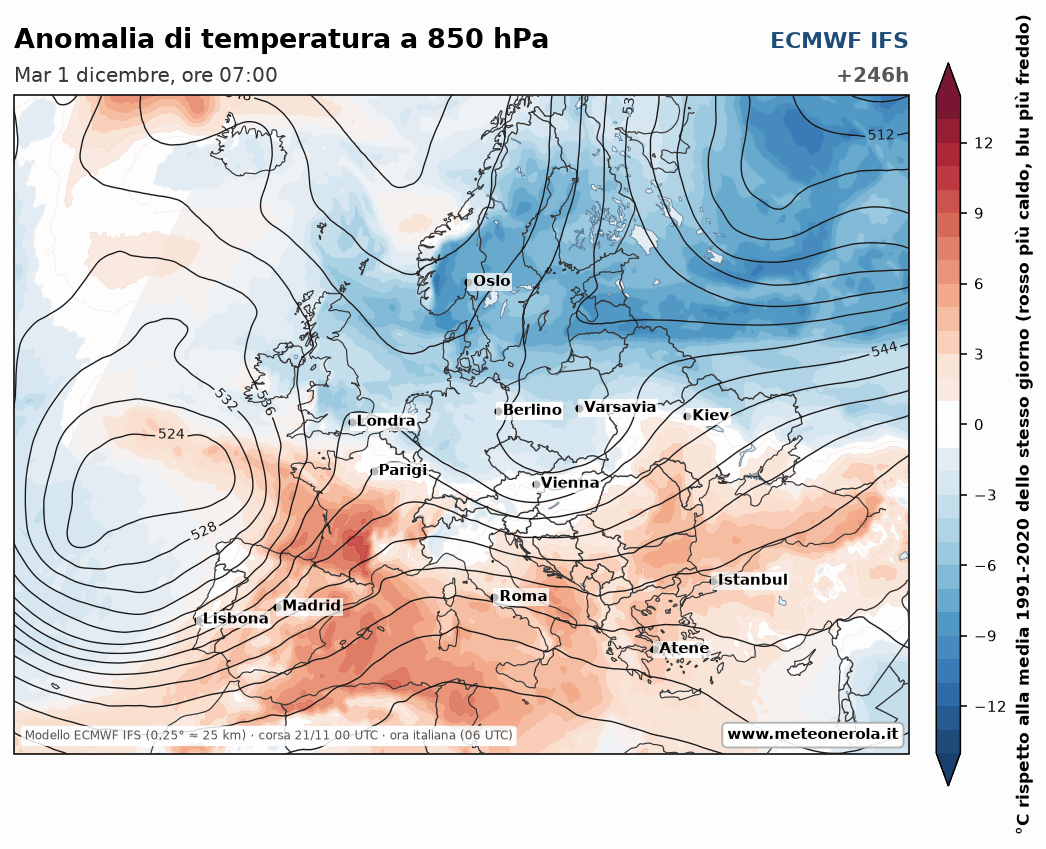 Anomalia di temperatura a 850 hPa
ECMWF IFS
Mar 1 dicembre, ore 07:00
+246h
512
544
Oslo
532
536
524
528
Londra
Berlino
Varsavia
Kiev
Parigi
Vienna
Istanbul
Madrid
Roma
Lisbona
Atene
Modello ECMWF IFS (0,25° ≈ 25 km) · corsa 21/11 00 UTC · ora italiana (06 UTC)
www.meteonerola.it
12
9
6
3
0
−3
−6
−9
−12
°C rispetto alla media 1991-2020 dello stesso giorno (rosso più caldo, blu più freddo)